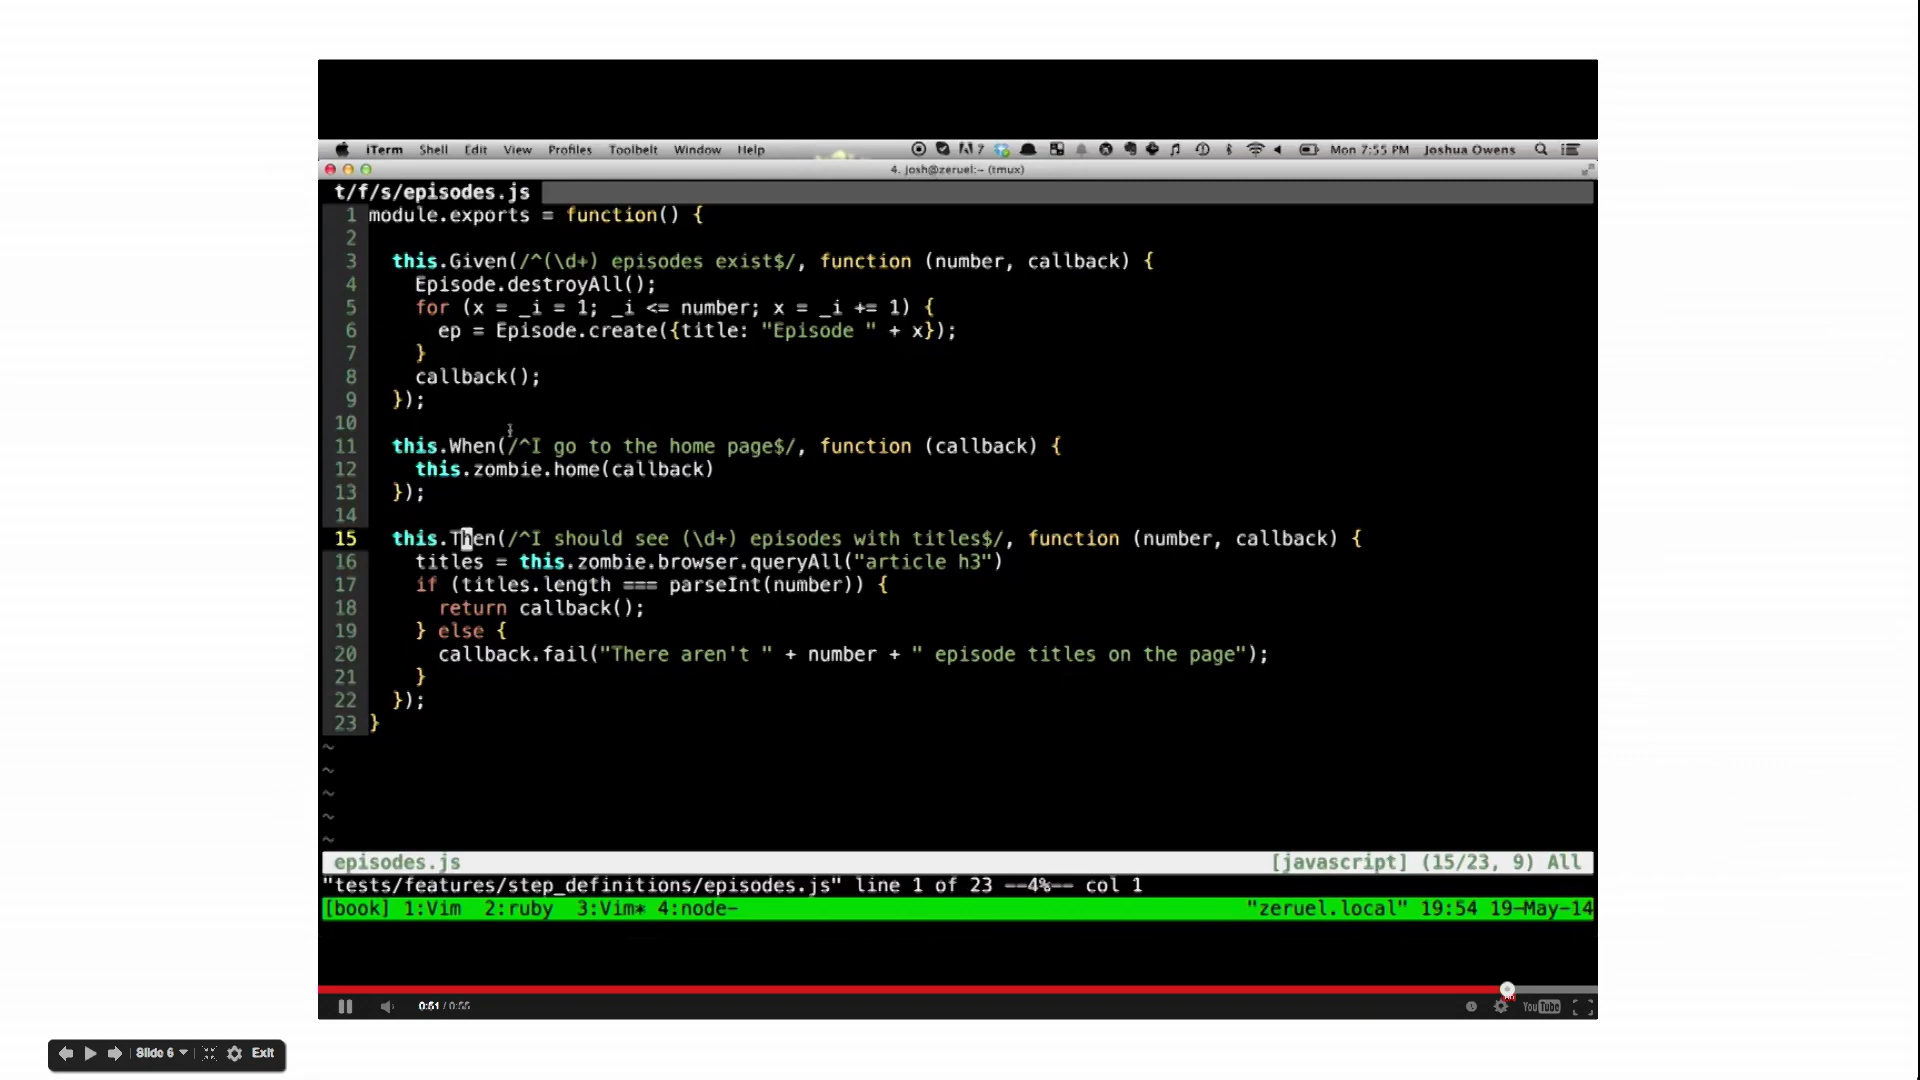 iTerm Shell Edit View Profiles Toolbelt Window Help 7 Mon 7:55 PM Joshua Owens
4. josh@zeruel:~ (tmux)
t/f/s/episodes.js
1 module.exports = function() {
2
3 this.Given(/^(\d+) episodes exist$/, function (number, callback) {
4 Episode.destroyAll();
5 for (x = _i = 1; _i <= number; x = _i += 1) {
6 ep = Episode.create({title: "Episode " + x});
7 }
8 callback();
9 });
10
11 this.When(/^I go to the home page$/, function (callback) {
12 this.zombie.home(callback)
13 });
14
15 this.Then(/^I should see (\d+) episodes with titles$/, function (number, callback) {
16 titles = this.zombie.browser.queryAll("article h3")
17 if (titles.length === parseInt(number)) {
18 return callback();
19 } else {
20 callback.fail("There aren't " + number + " episode titles on the page");
21 }
22 });
23 }
~
~
~
~
~
episodes.js [javascript] (15/23, 9) All
"tests/features/step_definitions/episodes.js" line 1 of 23 --4%-- col 1
[book] 1:Vim 2:ruby 3:Vim* 4:node- "zeruel.local" 19:54 19-May-14
0:51 / 0:55 YouTube
Slide 6 Exit